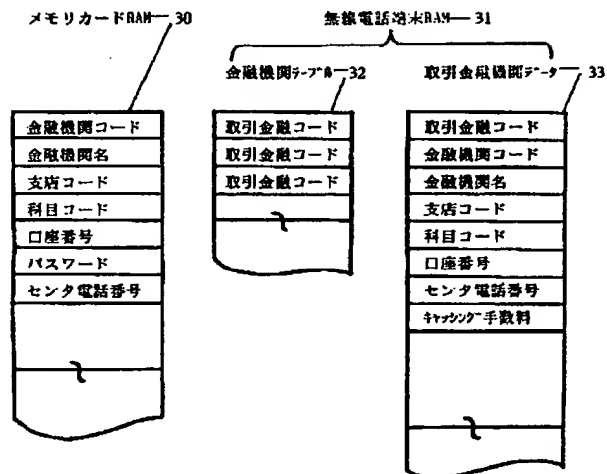 メモリカードRAM 30
無線電話端末RAM 31
金融機関テーブル 32
取引金融機関データ 33
金融機関コード
金融機関名
支店コード
科目コード
口座番号
パスワード
センタ電話番号
取引金融コード
取引金融コード
取引金融コード
取引金融コード
金融機関コード
金融機関名
支店コード
科目コード
口座番号
センタ電話番号
キャッシング手数料